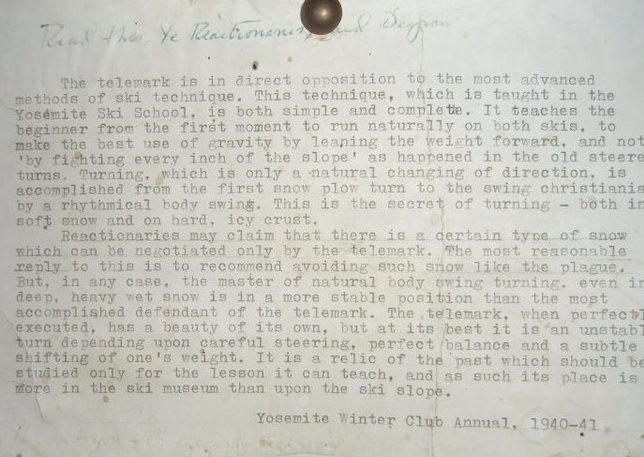 Read this, Ye Reactionaries, and Despair
The telemark is in direct opposition to the most advanced
methods of ski technique. This technique, which is taught in the
Yosemite Ski School, is both simple and complete. It teaches the
beginner from the first moment to run naturally on both skis, to
make the best use of gravity by leaning the weight forward, and not
'by fighting every inch of the slope' as happened in the old steere
turns. Turning, which is only a natural changing of direction, is
accomplished from the first snow plow turn to the swing christiania
by a rhythmical body swing. This is the secret of turning - both in
soft snow and on hard, icy crust.
Reactionaries may claim that there is a certain type of snow
which can be negotiated only by the telemark. The most reasonable
reply to this is to recommend avoiding such snow like the plague.
But, in any case, the master of natural body swing turning. even in
deep, heavy wet snow is in a more stable position than the most
accomplished defendant of the telemark. The telemark, when perfectl
executed, has a beauty of its own, but at its best it is an unstabl
turn depending upon careful steering, perfect balance and a subtle
shifting of one's weight. It is a relic of the past which should be
studied only for the lesson it can teach, and as such its place is
more in the ski museum than upon the ski slope.
Yosemite Winter Club Annual, 1940-41